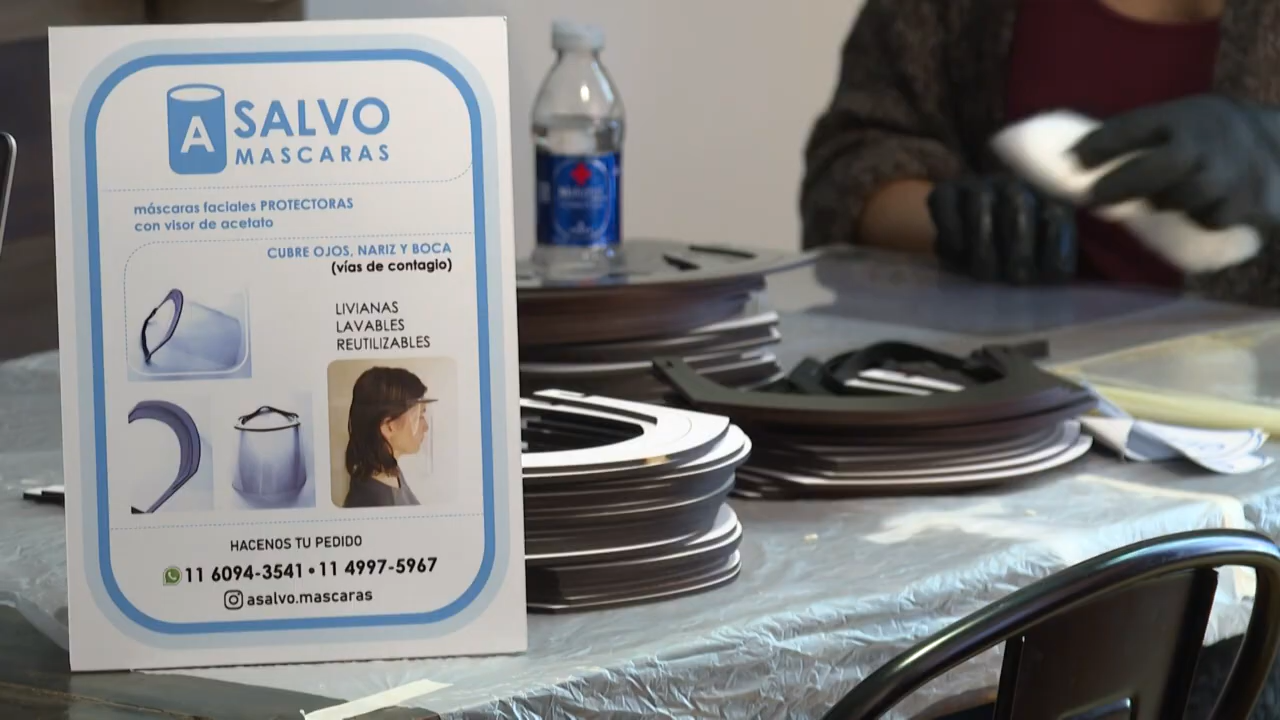 A SALVO
MASCARAS
máscaras faciales PROTECTORAS
con visor de acetato
CUBRE OJOS, NARIZ Y BOCA
(vías de contagio)
LIVIANAS
LAVABLES
REUTILIZABLES
HACENOS TU PEDIDO
11 6094-3541 • 11 4997-5967
asalvo.mascaras